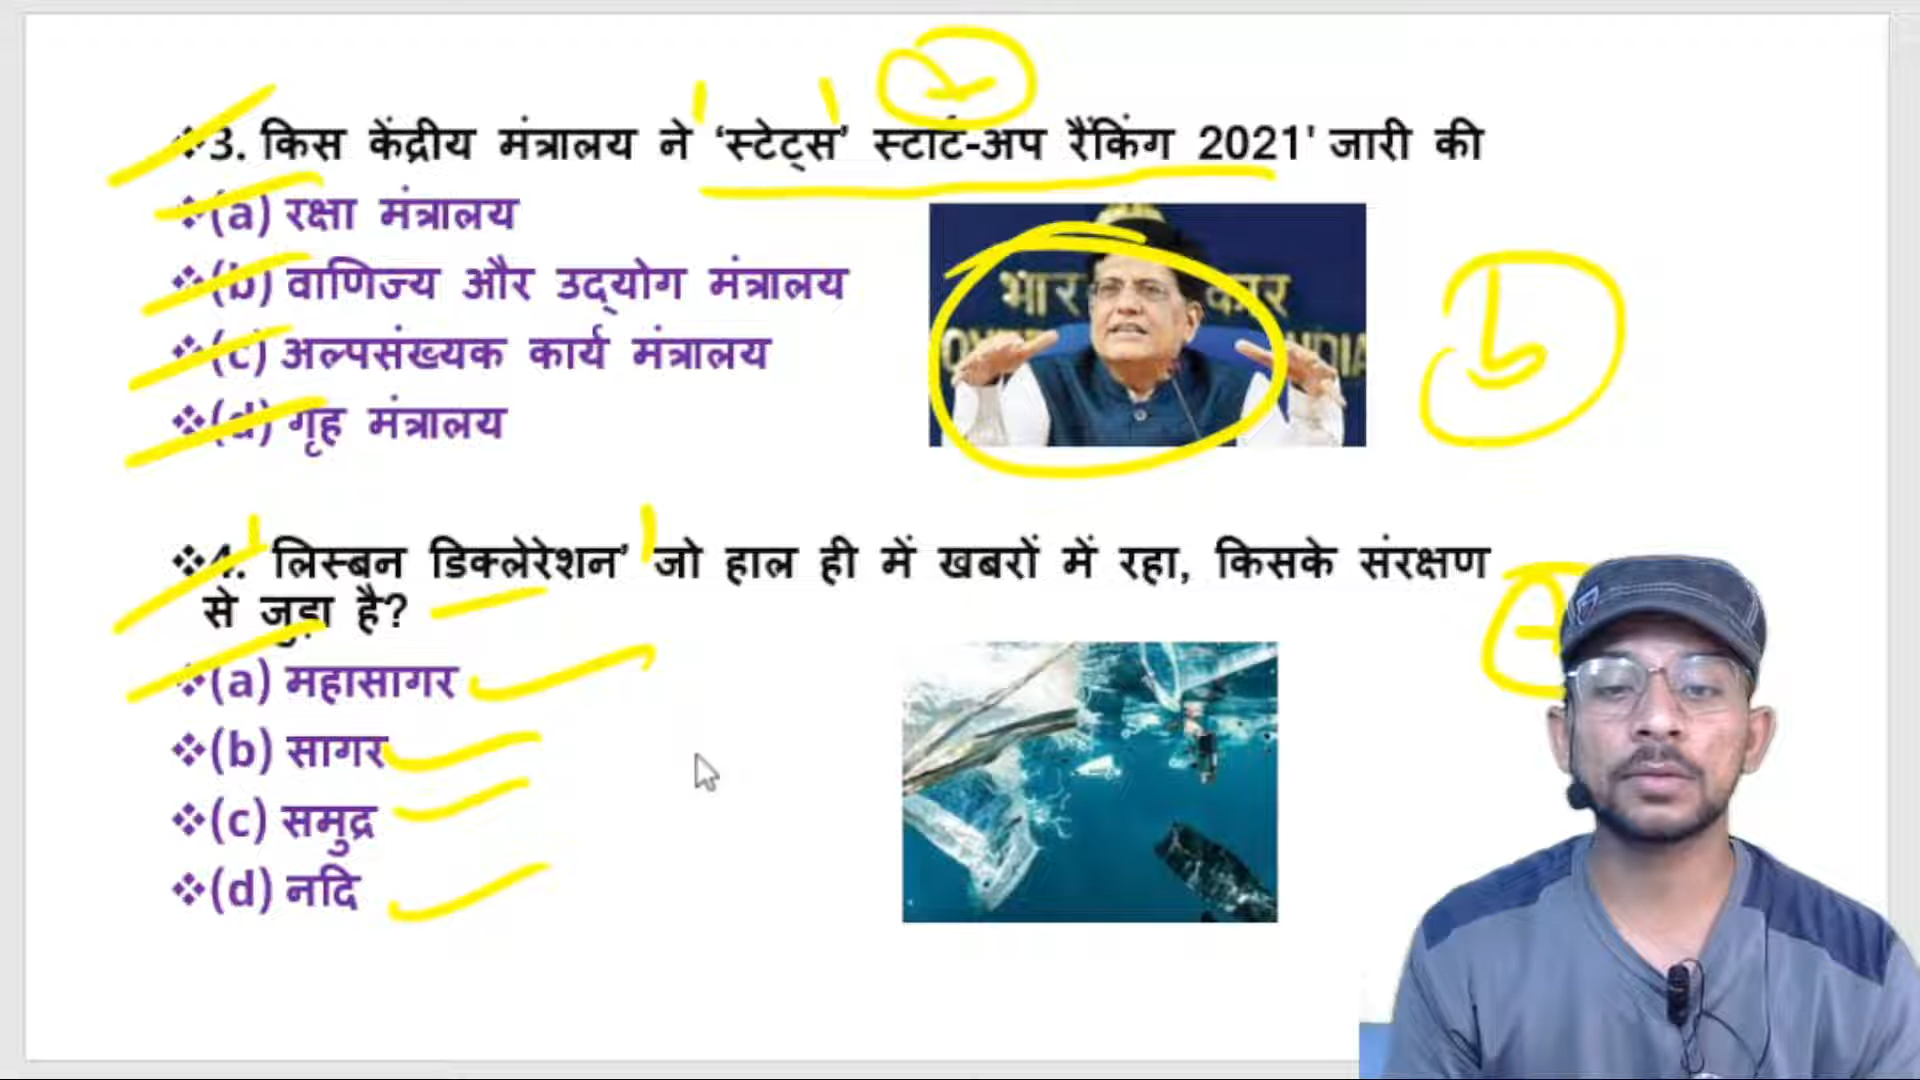 ❖3. किस केंद्रीय मंत्रालय ने ‘स्टेट्स’ स्टार्ट-अप रैंकिंग 2021' जारी की
❖(a) रक्षा मंत्रालय
❖(b) वाणिज्य और उद्योग मंत्रालय
❖(c) अल्पसंख्यक कार्य मंत्रालय
❖(d) गृह मंत्रालय
भार कार
INDIA
b
❖4. लिस्बन डिक्लेरेशन’ जो हाल ही में खबरों में रहा, किसके संरक्षण
से जुड़ा है?
❖(a) महासागर
❖(b) सागर
❖(c) समुद्र
❖(d) नदि